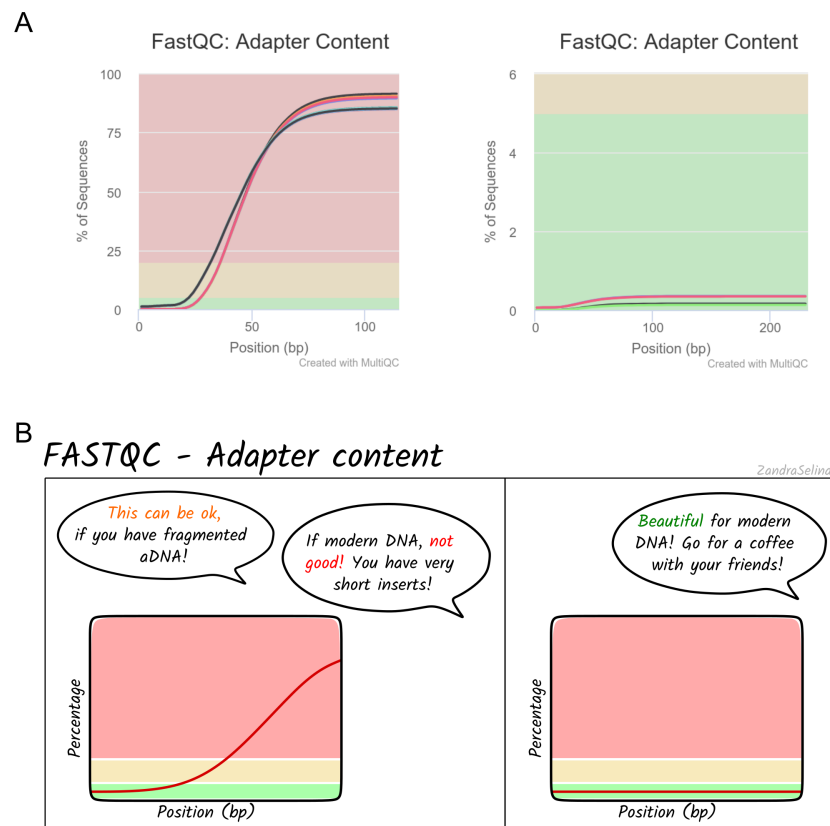 A
FastQC: Adapter Content
100
75
50
25
0
% of Sequences
0
50
100
Position (bp)
Created with MultiQC
FastQC: Adapter Content
6
4
2
0
% of Sequences
0
100
200
Position (bp)
Created with MultiQC
B
FASTQC - Adapter content
ZandraSelina
This can be ok,
if you have fragmented
aDNA!
If modern DNA, not
good! You have very
short inserts!
Percentage
Position (bp)
Beautiful for modern
DNA! Go for a coffee
with your friends!
Percentage
Position (bp)